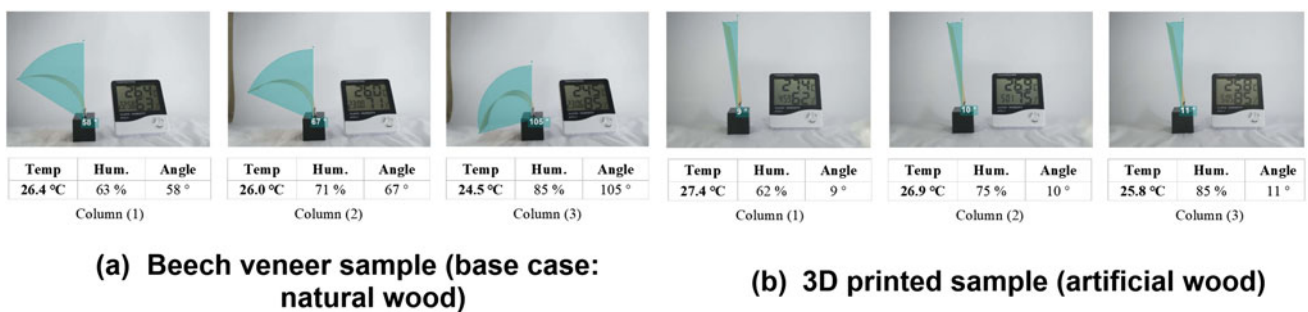 58
67
105
9
10
11
Temp Hum. Angle
26.4 °C 63 % 58 °
Column (1)
Temp Hum. Angle
26.0 °C 71 % 67 °
Column (2)
Temp Hum. Angle
24.5 °C 85 % 105 °
Column (3)
Temp Hum. Angle
27.4 °C 62 % 9 °
Column (1)
Temp Hum. Angle
26.9 °C 75 % 10 °
Column (2)
Temp Hum. Angle
25.8 °C 85 % 11 °
Column (3)
(a) Beech veneer sample (base case:
natural wood)
(b) 3D printed sample (artificial wood)